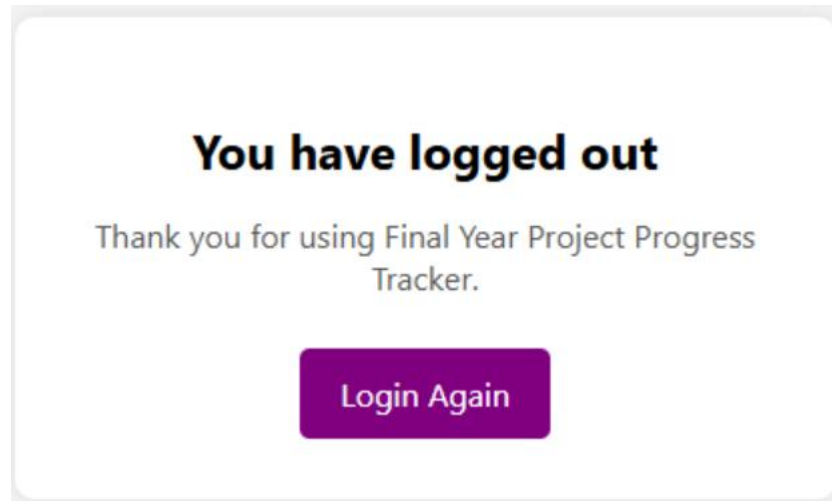 You have logged out
Thank you for using Final Year Project Progress
Tracker.
Login Again